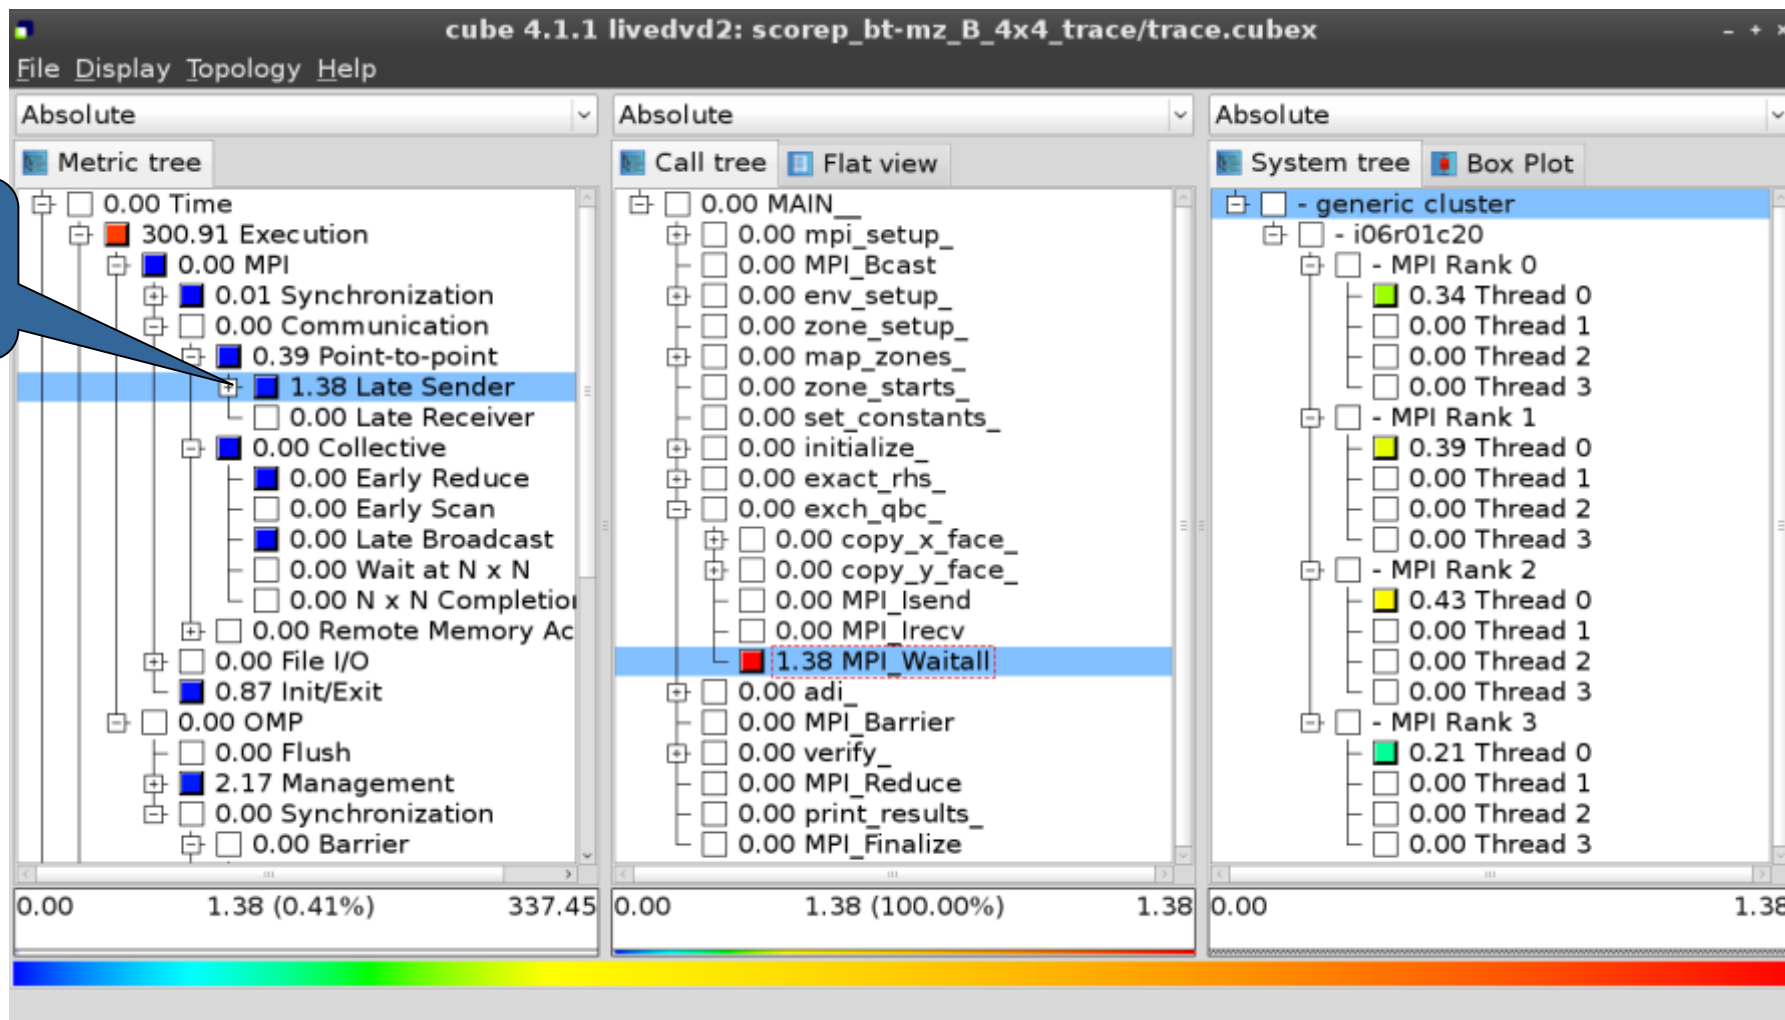 cube 4.1.1 livedvd2: scorep_bt-mz_B_4x4_trace/trace.cubex
File Display Topology Help
Absolute
Metric tree
0.00 Time
300.91 Execution
0.00 MPI
0.01 Synchronization
0.00 Communication
0.39 Point-to-point
1.38 Late Sender
0.00 Late Receiver
0.00 Collective
0.00 Early Reduce
0.00 Early Scan
0.00 Late Broadcast
0.00 Wait at N x N
0.00 N x N Completio
0.00 Remote Memory Ac
0.00 File I/O
0.87 Init/Exit
0.00 OMP
0.00 Flush
2.17 Management
0.00 Synchronization
0.00 Barrier
0.00 1.38 (0.41%) 337.45
Absolute
Call tree Flat view
0.00 MAIN__
0.00 mpi_setup_
0.00 MPI_Bcast
0.00 env_setup_
0.00 zone_setup_
0.00 map_zones_
0.00 zone_starts_
0.00 set_constants_
0.00 initialize_
0.00 exact_rhs_
0.00 exch_qbc_
0.00 copy_x_face_
0.00 copy_y_face_
0.00 MPI_Isend
0.00 MPI_Irecv
1.38 MPI_Waitall
0.00 adi_
0.00 MPI_Barrier
0.00 verify_
0.00 MPI_Reduce
0.00 print_results_
0.00 MPI_Finalize
0.00 1.38 (100.00%) 1.38
Absolute
System tree Box Plot
- generic cluster
- i06r01c20
- MPI Rank 0
0.34 Thread 0
0.00 Thread 1
0.00 Thread 2
0.00 Thread 3
- MPI Rank 1
0.39 Thread 0
0.00 Thread 1
0.00 Thread 2
0.00 Thread 3
- MPI Rank 2
0.43 Thread 0
0.00 Thread 1
0.00 Thread 2
0.00 Thread 3
- MPI Rank 3
0.21 Thread 0
0.00 Thread 1
0.00 Thread 2
0.00 Thread 3
0.00 1.38